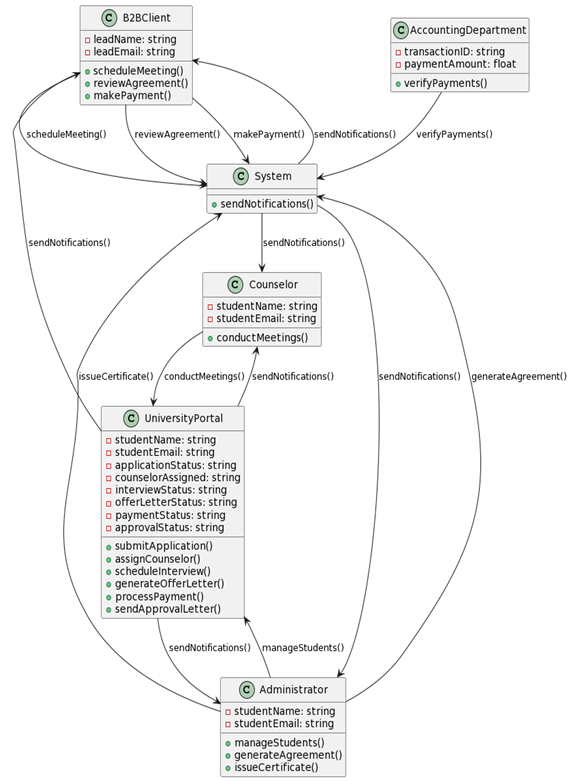 C B2BClient
leadName: string
leadEmail: string
scheduleMeeting()
reviewAgreement()
makePayment()
C AccountingDepartment
transactionID: string
paymentAmount: float
verifyPayments()
scheduleMeeting()
reviewAgreement()
makePayment()
sendNotifications()
verifyPayments()
C System
sendNotifications()
sendNotifications()
sendNotifications()
C Counselor
studentName: string
studentEmail: string
conductMeetings()
issueCertificate()
conductMeetings()
sendNotifications()
sendNotifications()
generateAgreement()
C UniversityPortal
studentName: string
studentEmail: string
applicationStatus: string
counselorAssigned: string
interviewStatus: string
offerLetterStatus: string
paymentStatus: string
approvalStatus: string
submitApplication()
assignCounselor()
scheduleInterview()
generateOfferLetter()
processPayment()
sendApprovalLetter()
sendNotifications()
manageStudents()
C Administrator
studentName: string
studentEmail: string
manageStudents()
generateAgreement()
issueCertificate()